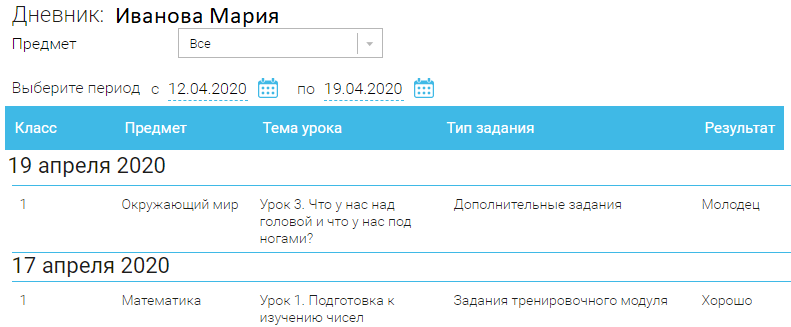 Дневник: Иванова Мария
Предмет Все
Выберите период с 12.04.2020 по 19.04.2020
Класс Предмет Тема урока Тип задания Результат
19 апреля 2020
1 Окружающий мир Урок 3. Что у нас над Дополнительные задания Молодец
головой и что у нас под
ногами?
17 апреля 2020
1 Математика Урок 1. Подготовка к Задания тренировочного модуля Хорошо
изучению чисел